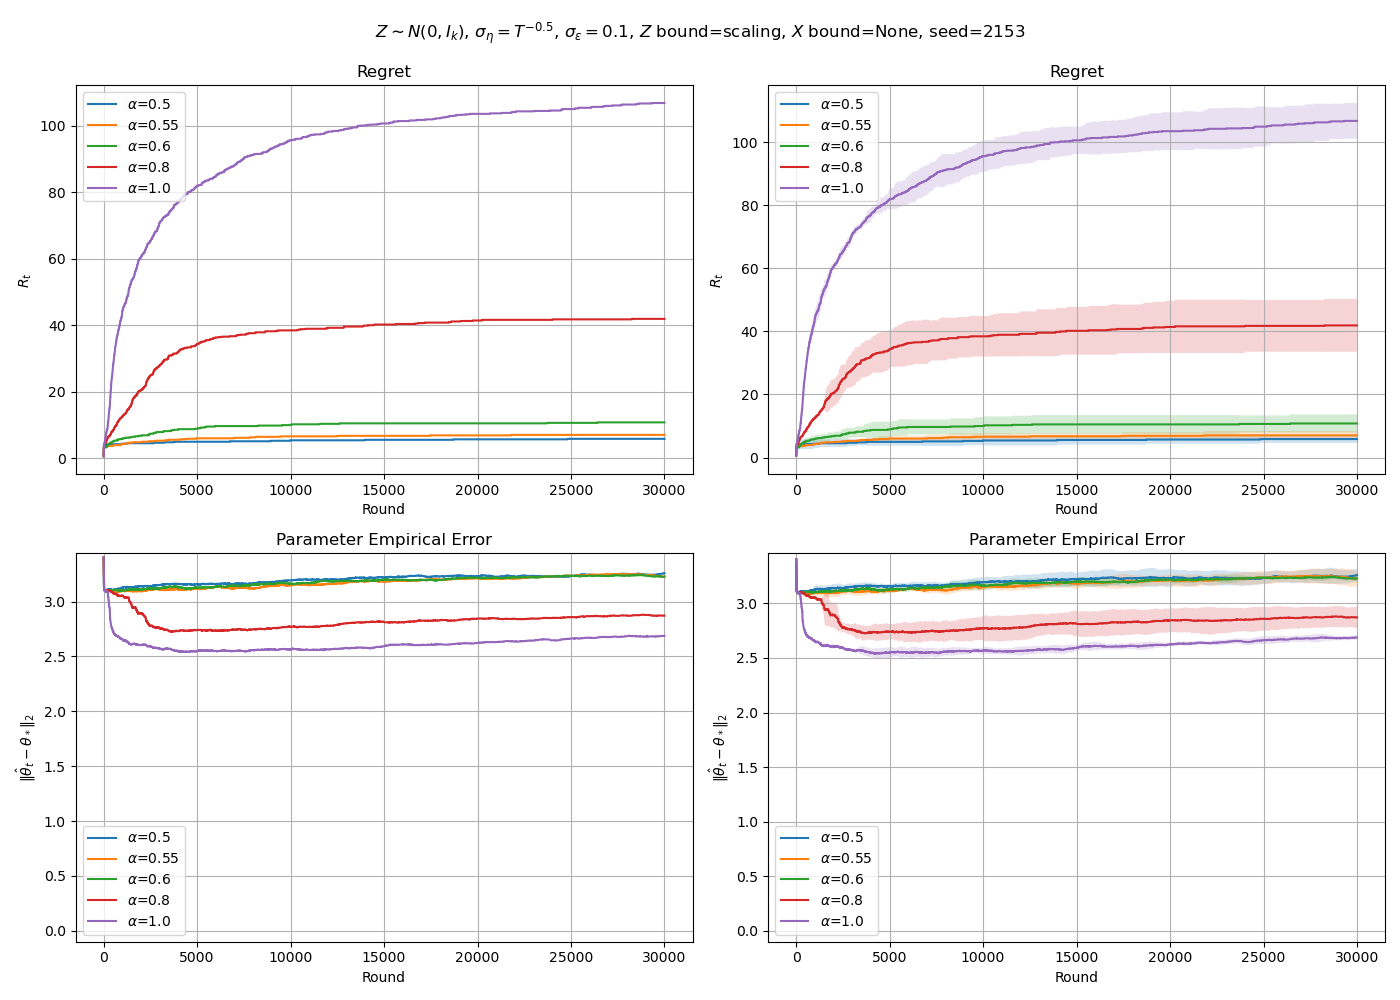 Z ~ N(0, I_k), σ_η = T^{-0.5}, σ_ε = 0.1, Z bound=scaling, X bound=None, seed=2153
Regret
α=0.5
α=0.55
α=0.6
α=0.8
α=1.0
100
80
60
40
20
0
R_t
0 5000 10000 15000 20000 25000 30000
Round
Regret
α=0.5
α=0.55
α=0.6
α=0.8
α=1.0
100
80
60
40
20
0
R_t
0 5000 10000 15000 20000 25000 30000
Round
Parameter Empirical Error
3.0
2.5
2.0
1.5
1.0
0.5
0.0
‖θ̂_t − θ_*‖_2
α=0.5
α=0.55
α=0.6
α=0.8
α=1.0
0 5000 10000 15000 20000 25000 30000
Round
Parameter Empirical Error
3.0
2.5
2.0
1.5
1.0
0.5
0.0
‖θ̂_t − θ_*‖_2
α=0.5
α=0.55
α=0.6
α=0.8
α=1.0
0 5000 10000 15000 20000 25000 30000
Round